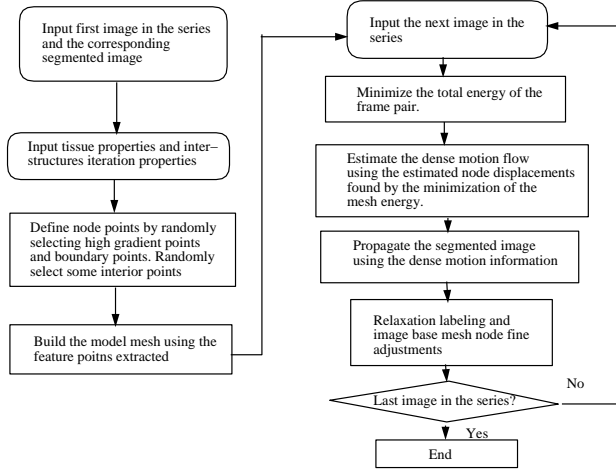 Input first image in the series
and the corresponding
segmented image
Input tissue properties and inter-
structures iteration properties
Define node points by randomly
selecting high gradient points
and boundary points. Randomly
select some interior points
Build the model mesh using the
feature poitns extracted
Input the next image in the
series
Minimize the total energy of the
frame pair.
Estimate the dense motion flow
using the estimated node displacements
found by the minimization of the
mesh energy.
Propagate the segmented image
using the dense motion information
Relaxation labeling and
image base mesh node fine
adjustments
Last image in the series?
No
Yes
End